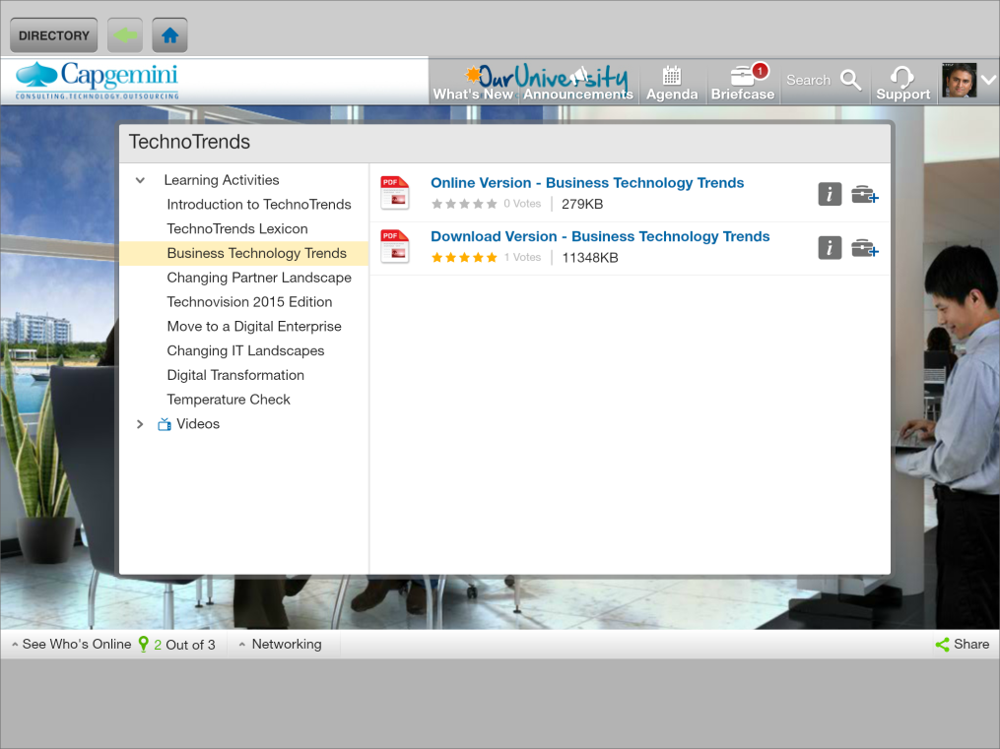 DIRECTORY
Capgemini
CONSULTING.TECHNOLOGY.OUTSOURCING
Our University
What's New
Announcements
Agenda
1
Briefcase
Search
Support
TechnoTrends
Learning Activities
Introduction to TechnoTrends
TechnoTrends Lexicon
Business Technology Trends
Changing Partner Landscape
Technovision 2015 Edition
Move to a Digital Enterprise
Changing IT Landscapes
Digital Transformation
Temperature Check
Videos
PDF
Online Version - Business Technology Trends
0 Votes | 279KB
i
PDF
Download Version - Business Technology Trends
1 Votes | 11348KB
i
See Who's Online 2 Out of 3
Networking
Share